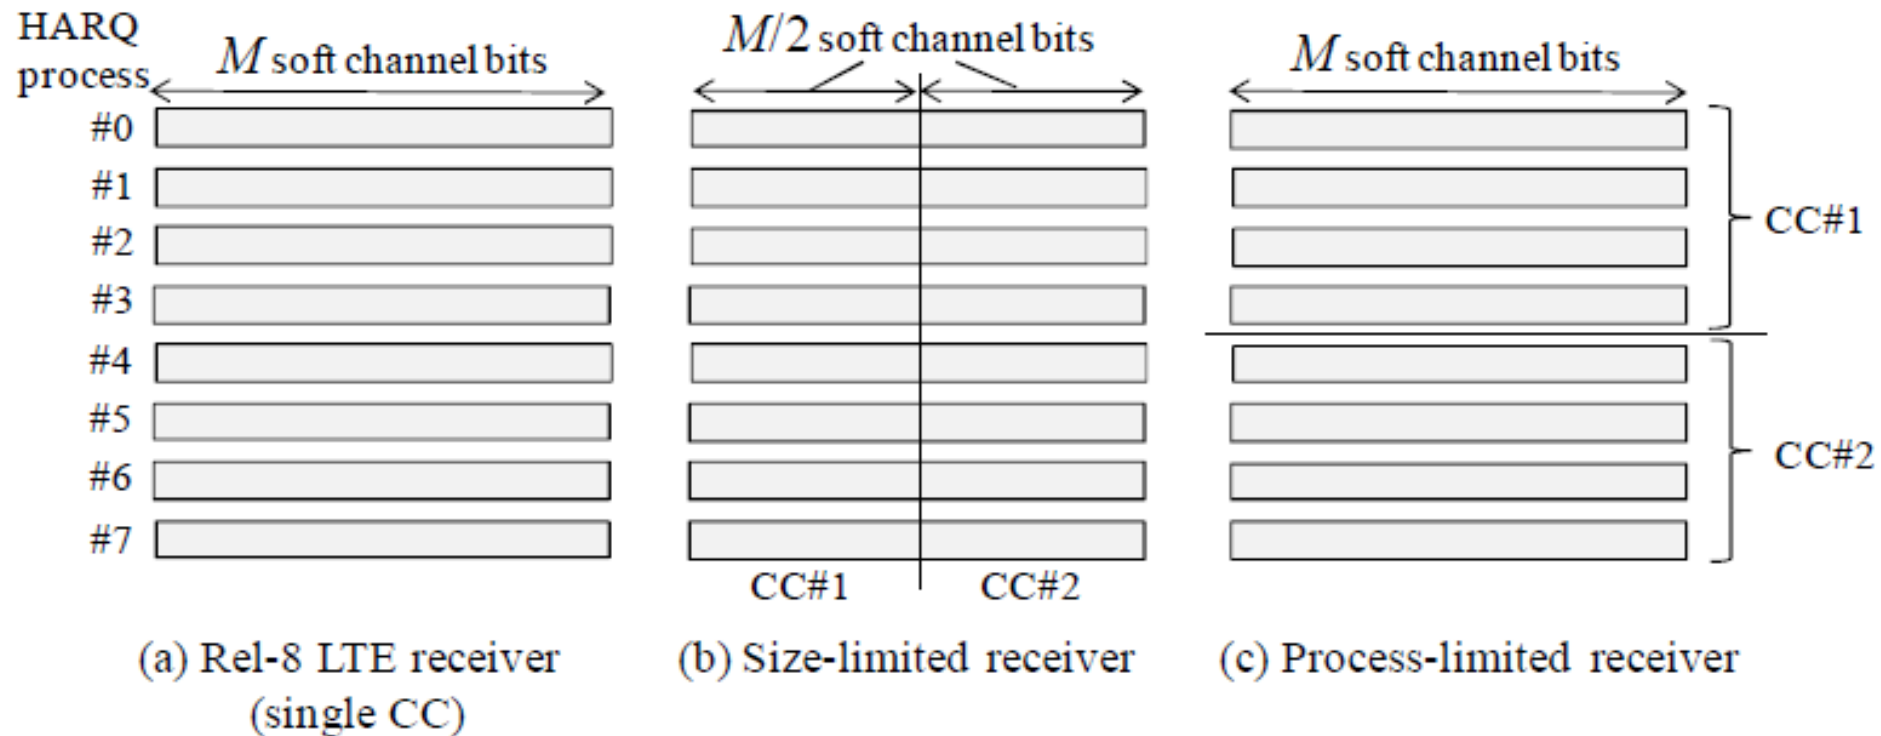 HARQ
process
M soft channel bits
M/2 soft channel bits
M soft channel bits
#0
#1
#2
#3
#4
#5
#6
#7
CC#1
CC#2
CC#1
CC#2
(a) Rel-8 LTE receiver
(single CC)
(b) Size-limited receiver
(c) Process-limited receiver